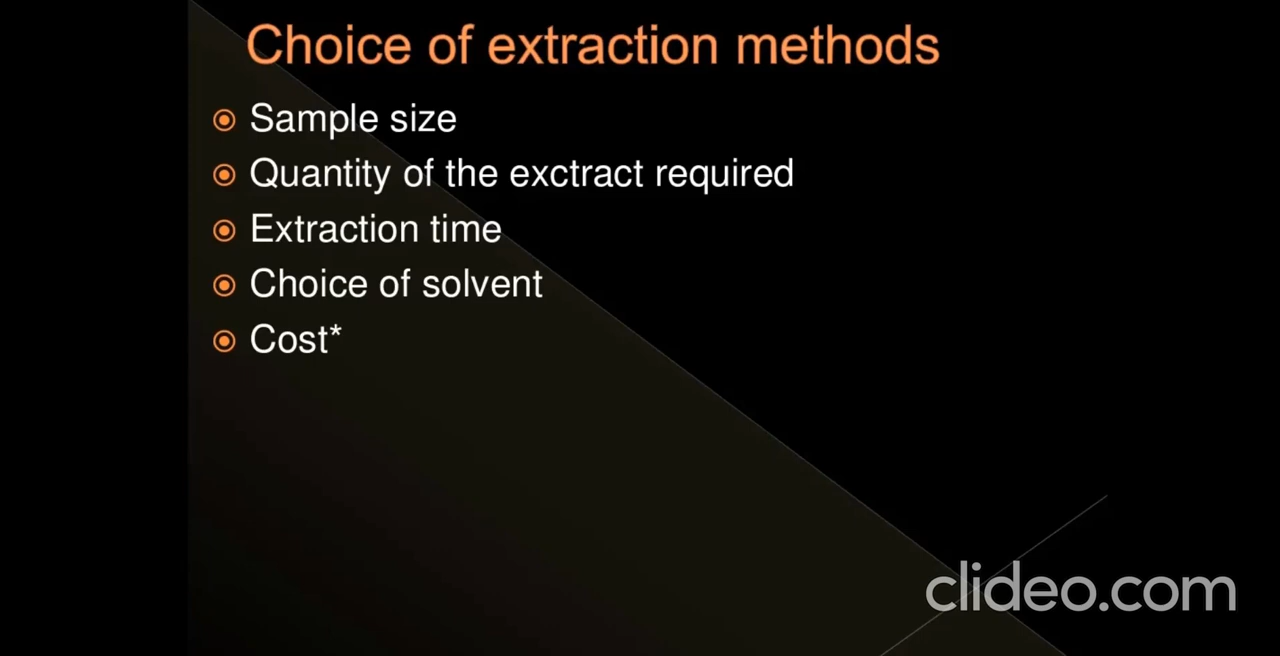 Choice of extraction methods
Sample size
Quantity of the exctract required
Extraction time
Choice of solvent
Cost*
clideo.com